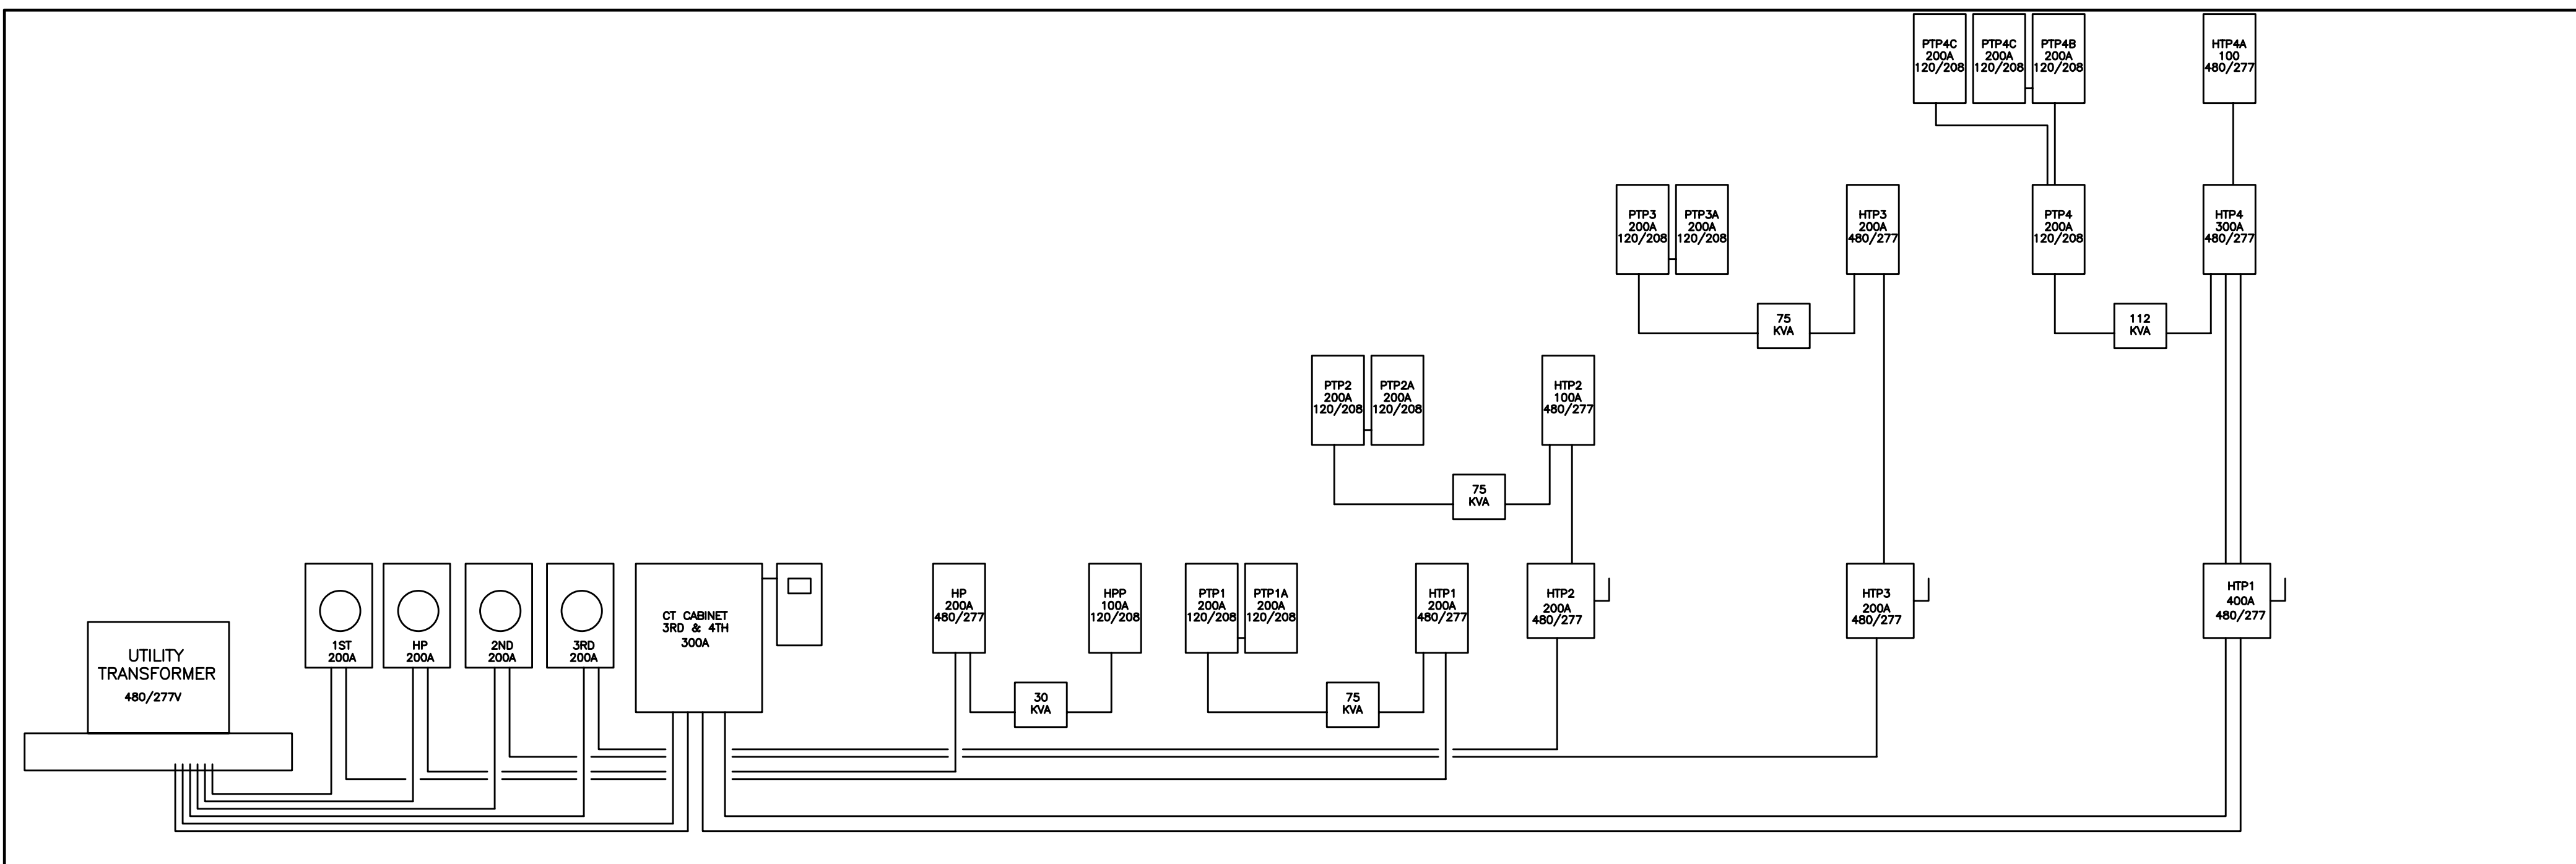 PTP4C
200A
120/208
PTP4C
200A
120/208
PTP4B
200A
120/208
HTP4A
100
480/277
PTP3
200A
120/208
PTP3A
200A
120/208
HTP3
200A
480/277
PTP4
200A
120/208
HTP4
300A
480/277
75
KVA
112
KVA
PTP2
200A
120/208
PTP2A
200A
120/208
HTP2
100A
480/277
75
KVA
UTILITY
TRANSFORMER
480/277V
1ST
200A
HP
200A
2ND
200A
3RD
200A
CT CABINET
3RD & 4TH
300A
HP
200A
480/277
HPP
100A
120/208
PTP1
200A
120/208
PTP1A
200A
120/208
HTP1
200A
480/277
HTP2
200A
480/277
HTP3
200A
480/277
HTP1
400A
480/277
30
KVA
75
KVA